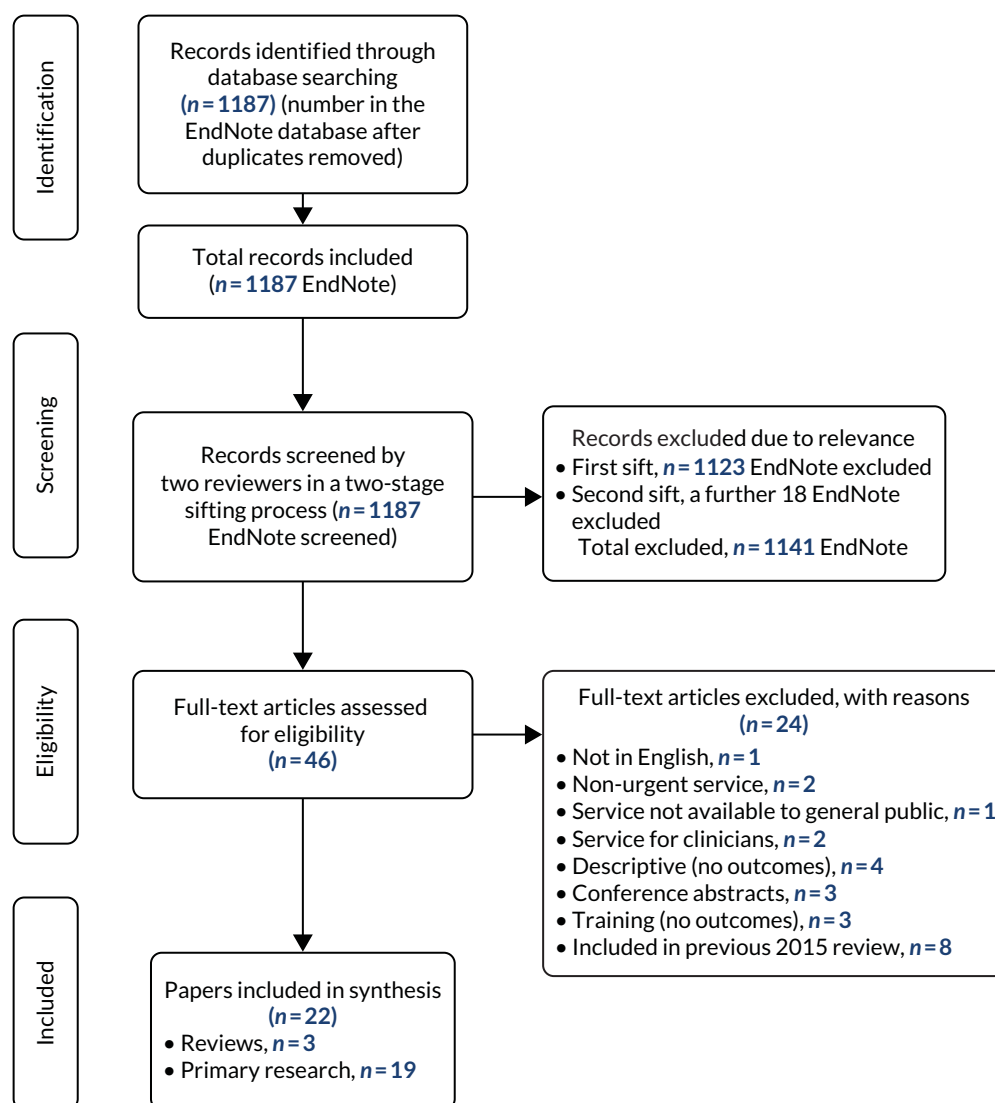 Identification
Records identified through
database searching
(n=1187) (number in the
EndNote database after
duplicates removed)
Total records included
(n=1187 EndNote)
Screening
Records screened by
two reviewers in a two-stage
sifting process (n=1187
EndNote screened)
Records excluded due to relevance
• First sift, n=1123 EndNote excluded
• Second sift, a further 18 EndNote
excluded
Total excluded, n=1141 EndNote
Eligibility
Full-text articles assessed
for eligibility
(n=46)
Full-text articles excluded, with reasons
(n=24)
• Not in English, n=1
• Non-urgent service, n=2
• Service not available to general public, n=1
• Service for clinicians, n=2
• Descriptive (no outcomes), n=4
• Conference abstracts, n=3
• Training (no outcomes), n=3
• Included in previous 2015 review, n=8
Included
Papers included in synthesis
(n=22)
• Reviews, n=3
• Primary research, n=19